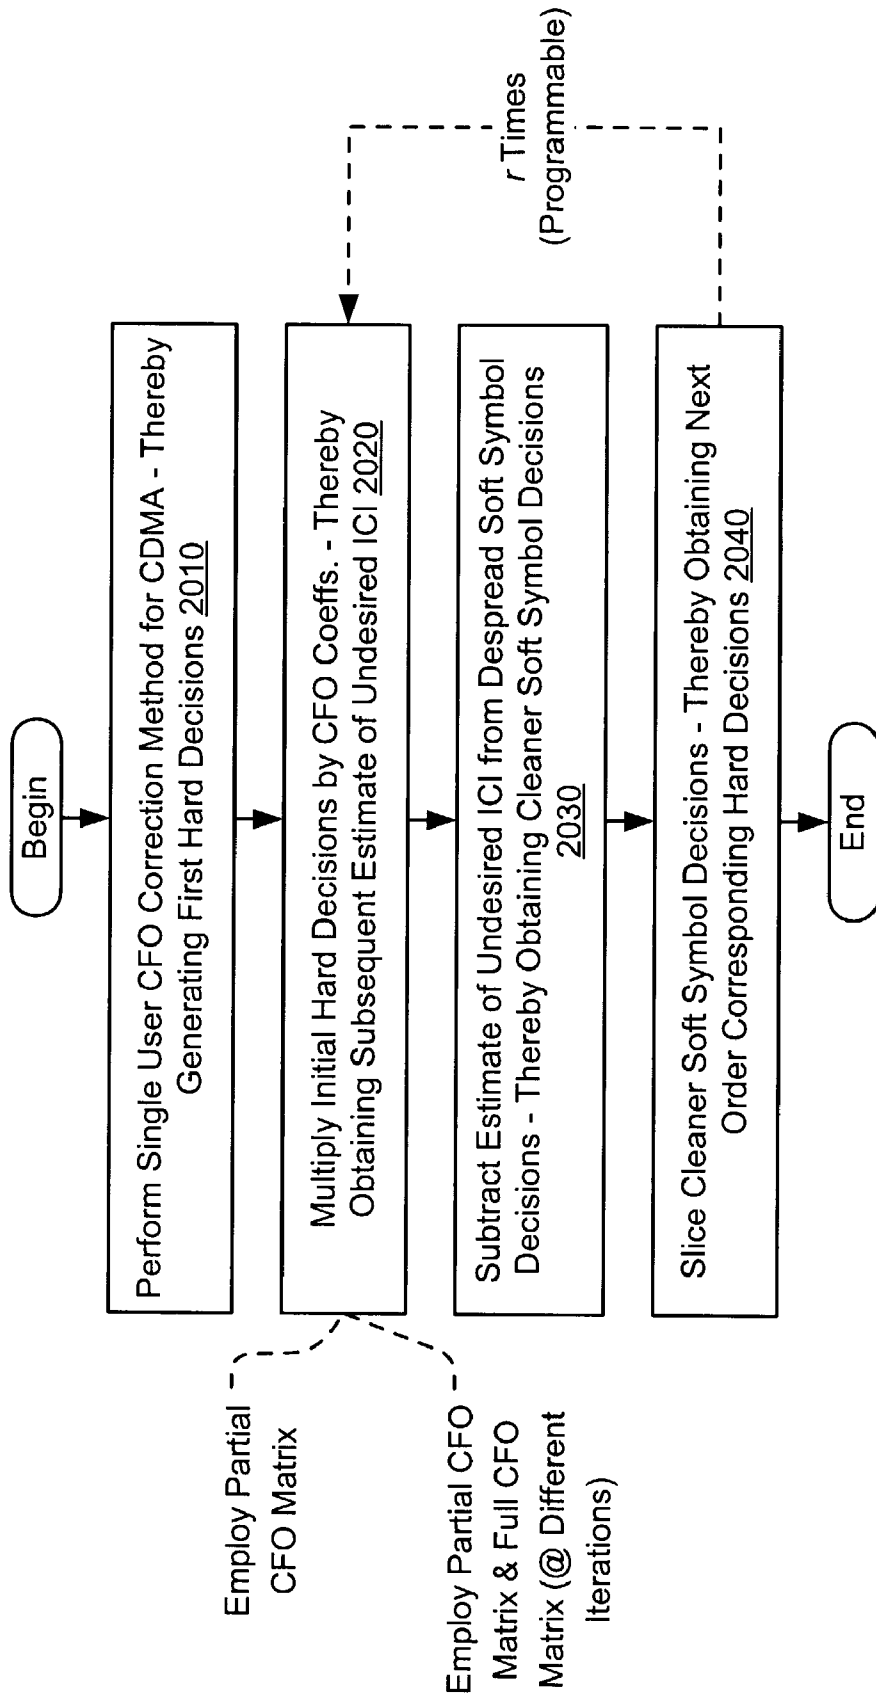 Begin
Perform Single User CFO Correction Method for CDMA - Thereby
Generating First Hard Decisions 2010
Multiply Initial Hard Decisions by CFO Coeffs. - Thereby
Obtaining Subsequent Estimate of Undesired ICI 2020
Subtract Estimate of Undesired ICI from Despread Soft Symbol
Decisions - Thereby Obtaining Cleaner Soft Symbol Decisions
2030
Slice Cleaner Soft Symbol Decisions - Thereby Obtaining Next
Order Corresponding Hard Decisions 2040
End
r Times
(Programmable)
Employ Partial
CFO Matrix
Employ Partial CFO
Matrix & Full CFO
Matrix (@ Different
Iterations)